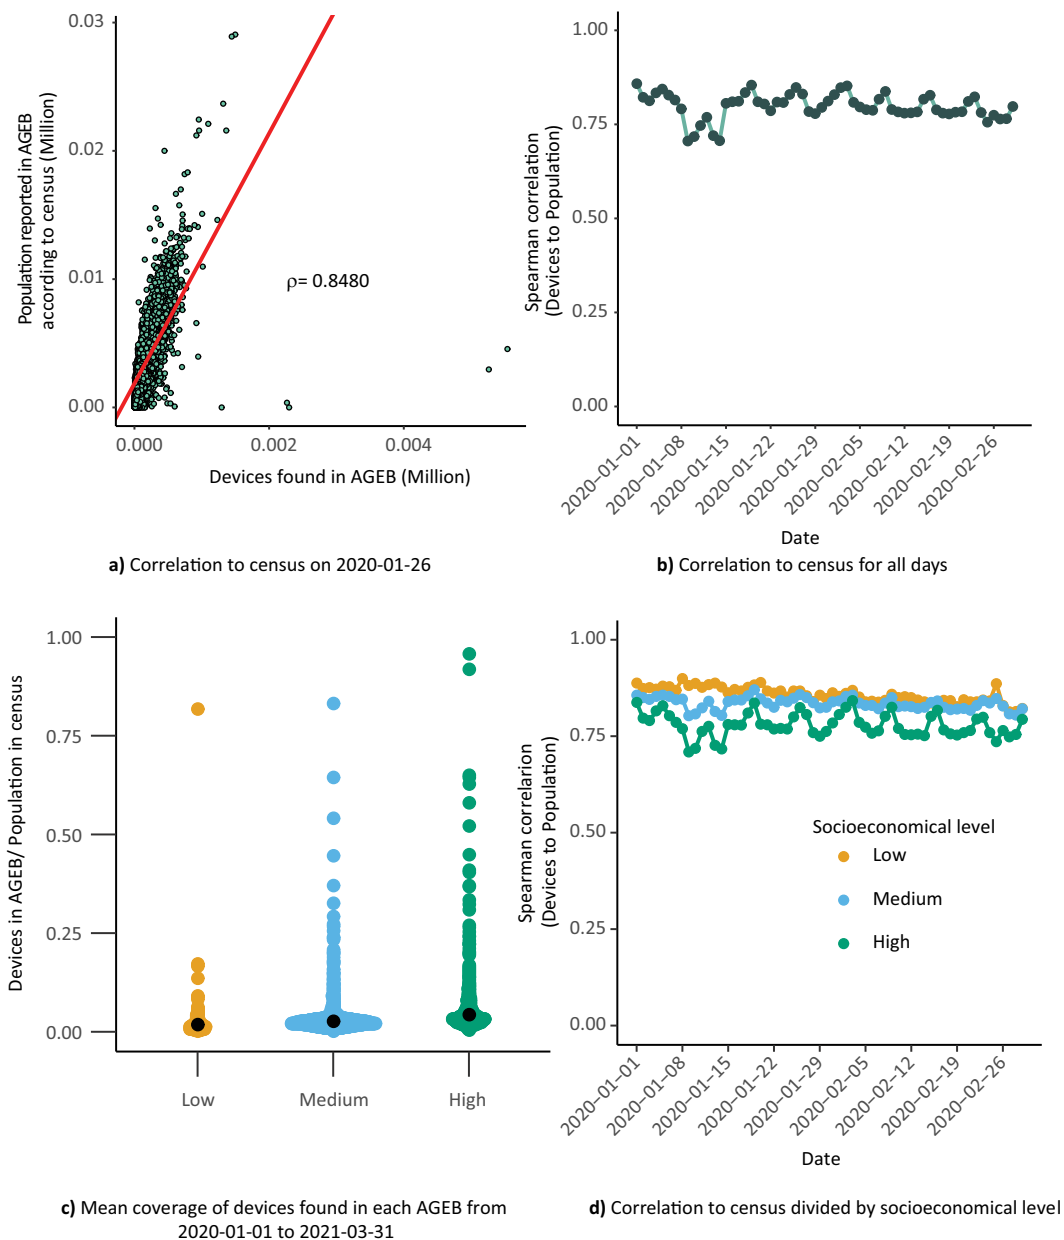 0.03
0.02
0.01
0.00
Population reported in AGEB
according to census (Million)
ρ= 0.8480
0.000
0.002
0.004
Devices found in AGEB (Million)
a) Correlation to census on 2020-01-26
1.00
0.75
0.50
0.25
0.00
Spearman correlation
(Devices to Population)
2020-01-01
2020-01-08
2020-01-15
2020-01-22
2020-01-29
2020-02-05
2020-02-12
2020-02-19
2020-02-26
Date
b) Correlation to census for all days
1.00
0.75
0.50
0.25
0.00
Devices in AGEB/ Population in census
Low
Medium
High
c) Mean coverage of devices found in each AGEB from
2020-01-01 to 2021-03-31
1.00
0.75
0.50
0.25
0.00
Spearman correlarion
(Devices to Population)
Socioeconomical level
Low
Medium
High
2020-01-01
2020-01-08
2020-01-15
2020-01-22
2020-01-29
2020-02-05
2020-02-12
2020-02-19
2020-02-26
Date
d) Correlation to census divided by socioeconomical level